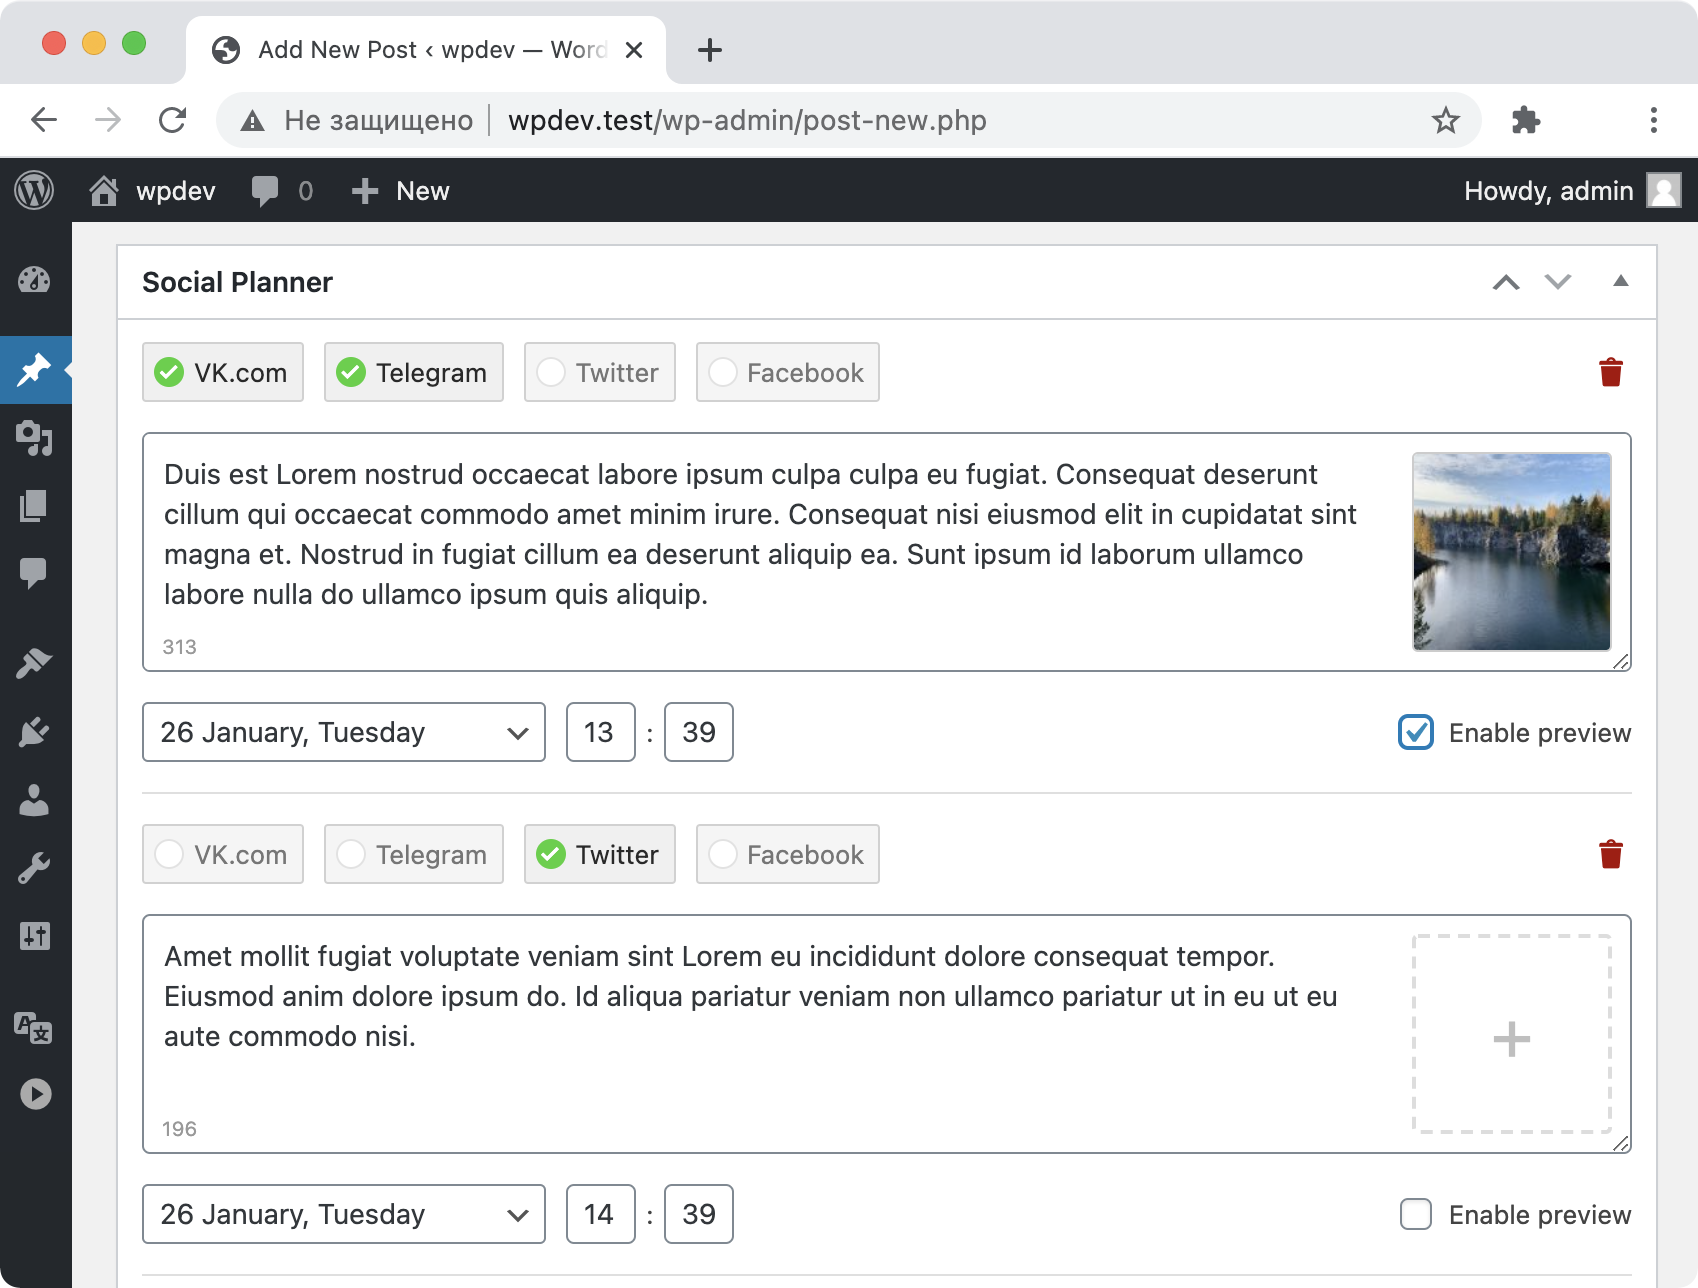 Add New Post ‹ wpdev — Word
Не защищено wpdev.test/wp-admin/post-new.php
wpdev 0 New Howdy, admin
Social Planner
VK.com Telegram Twitter Facebook
Duis est Lorem nostrud occaecat labore ipsum culpa culpa eu fugiat. Consequat deserunt
cillum qui occaecat commodo amet minim irure. Consequat nisi eiusmod elit in cupidatat sint
magna et. Nostrud in fugiat cillum ea deserunt aliquip ea. Sunt ipsum id laborum ullamco
labore nulla do ullamco ipsum quis aliquip.
313
26 January, Tuesday 13 : 39 Enable preview
VK.com Telegram Twitter Facebook
Amet mollit fugiat voluptate veniam sint Lorem eu incididunt dolore consequat tempor.
Eiusmod anim dolore ipsum do. Id aliqua pariatur veniam non ullamco pariatur ut in eu ut eu
aute commodo nisi.
196
26 January, Tuesday 14 : 39 Enable preview